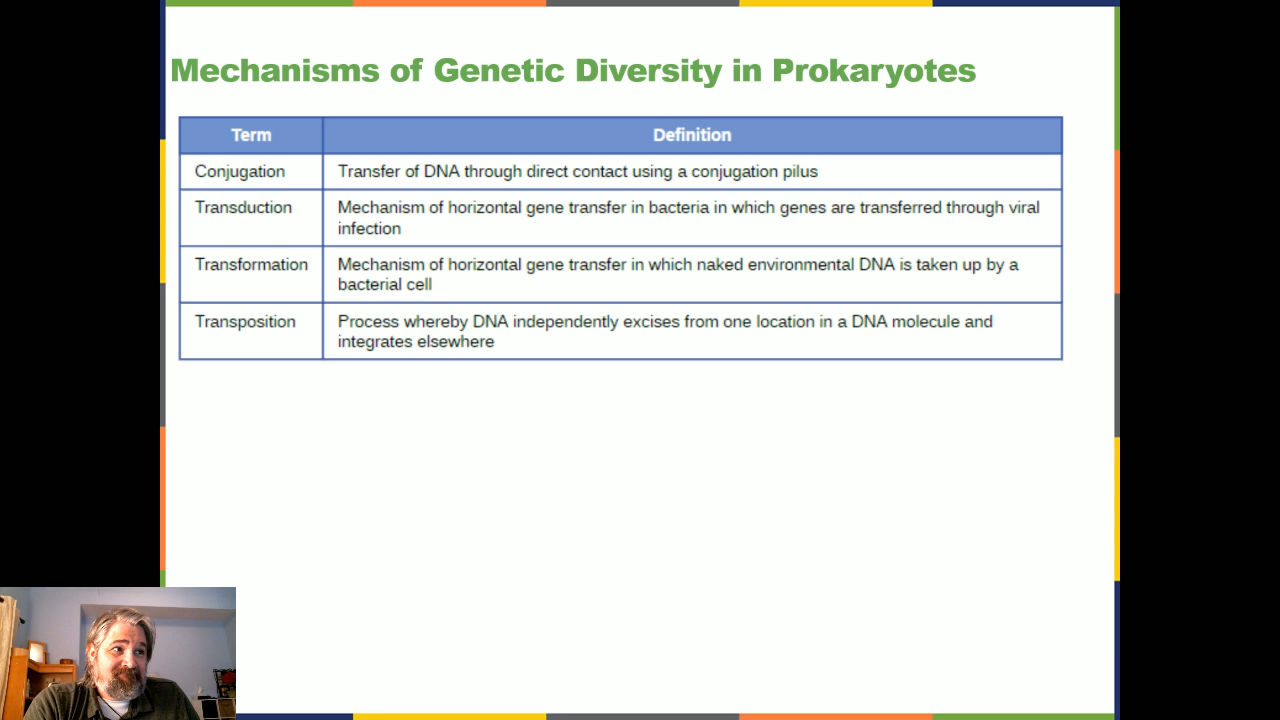 Mechanisms of Genetic Diversity in Prokaryotes
Term Definition
Conjugation Transfer of DNA through direct contact using a conjugation pilus
Transduction Mechanism of horizontal gene transfer in bacteria in which genes are transferred through viral
infection
Transformation Mechanism of horizontal gene transfer in which naked environmental DNA is taken up by a
bacterial cell
Transposition Process whereby DNA independently excises from one location in a DNA molecule and
integrates elsewhere